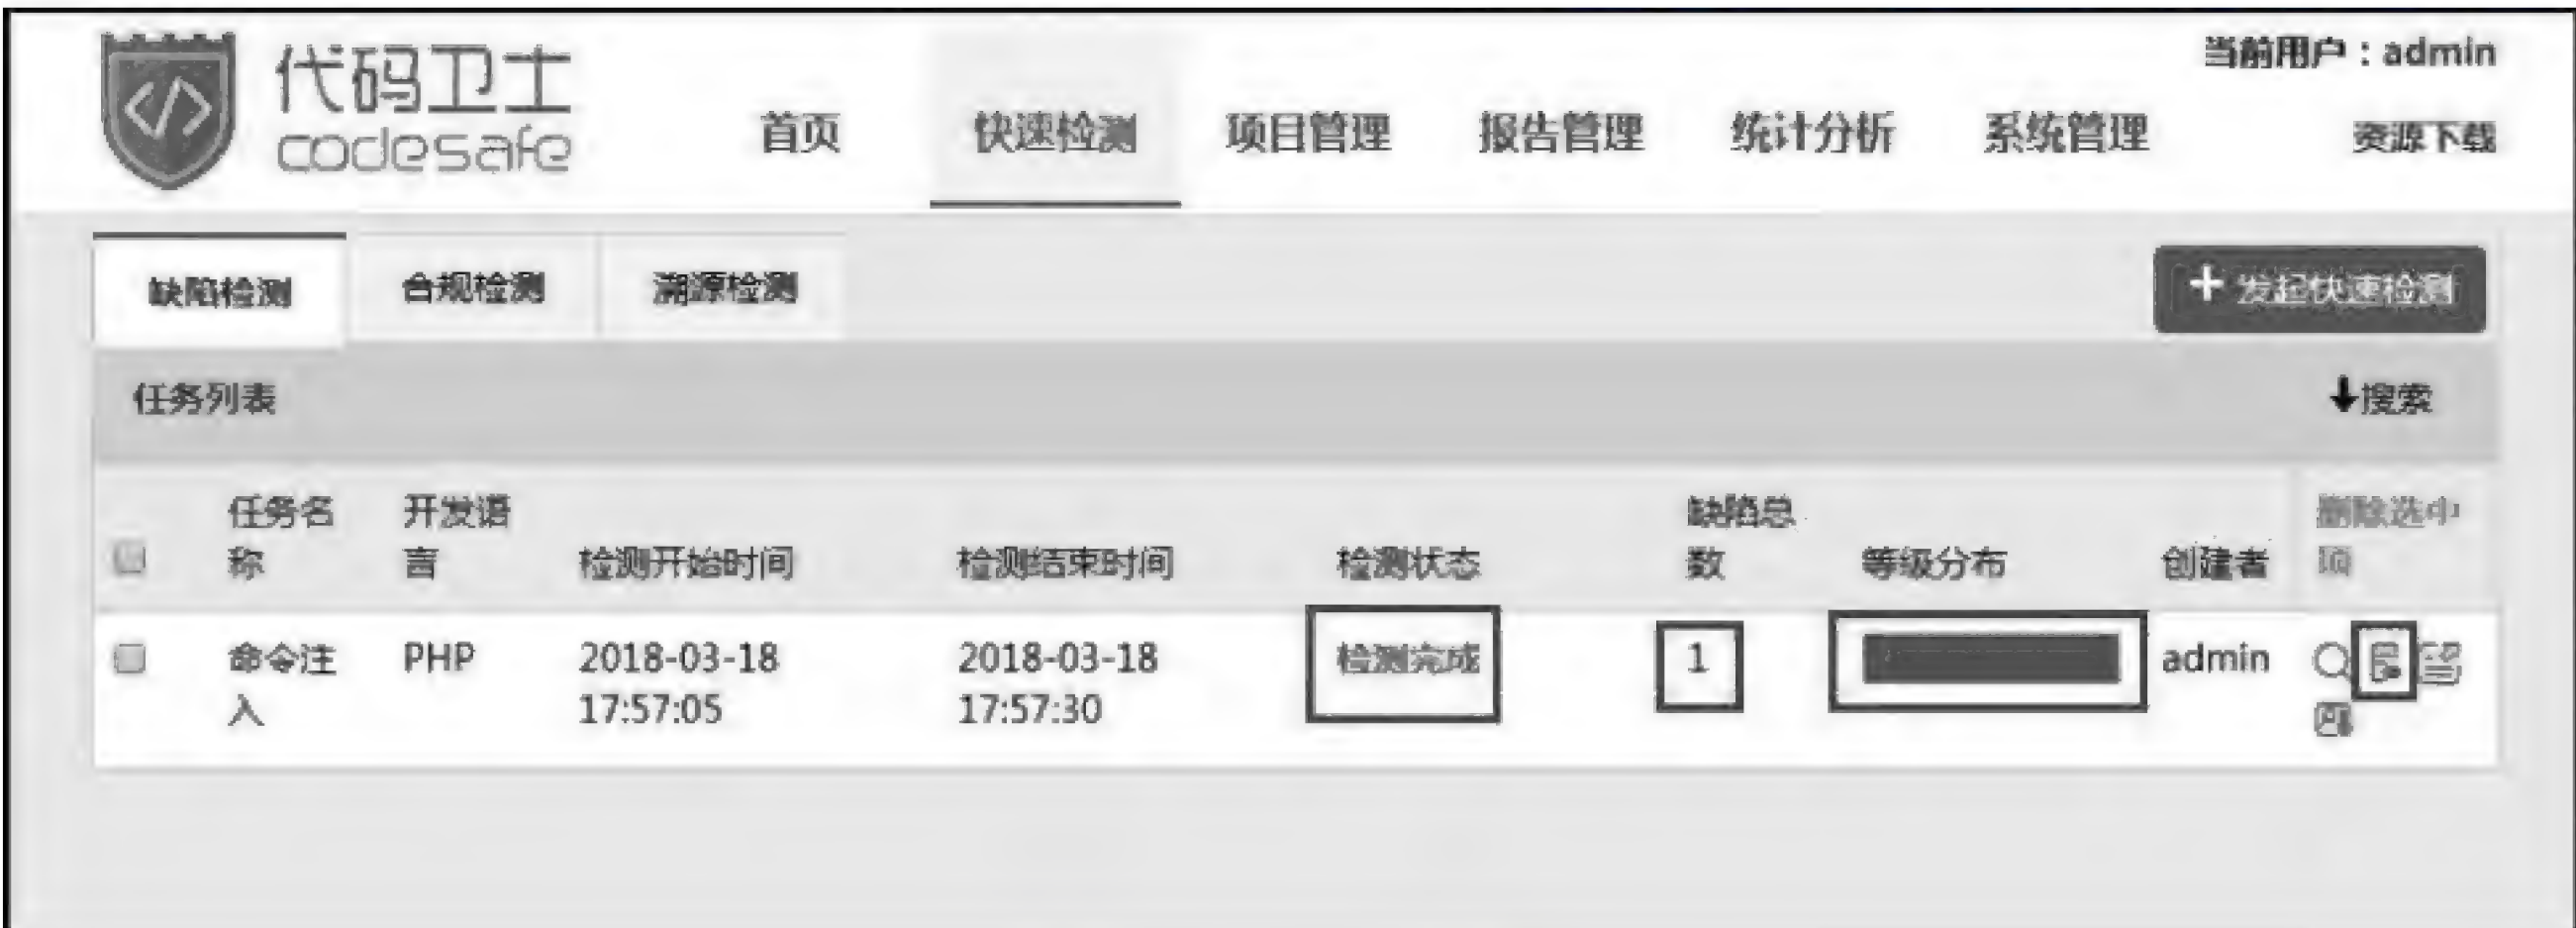 当前用户：admin
代码卫士
codesafe
首页 快速检测 项目管理 报告管理 统计分析 系统管理 资源下载
缺陷检测 合规检测 溯源检测 + 发起快速检测
任务列表 搜索
任务名称 开发语言 检测开始时间 检测结束时间 检测状态 缺陷总数 等级分布 创建者 删除选中项
命令注入 PHP 2018-03-18 17:57:05 2018-03-18 17:57:30 检测完成 1 admin